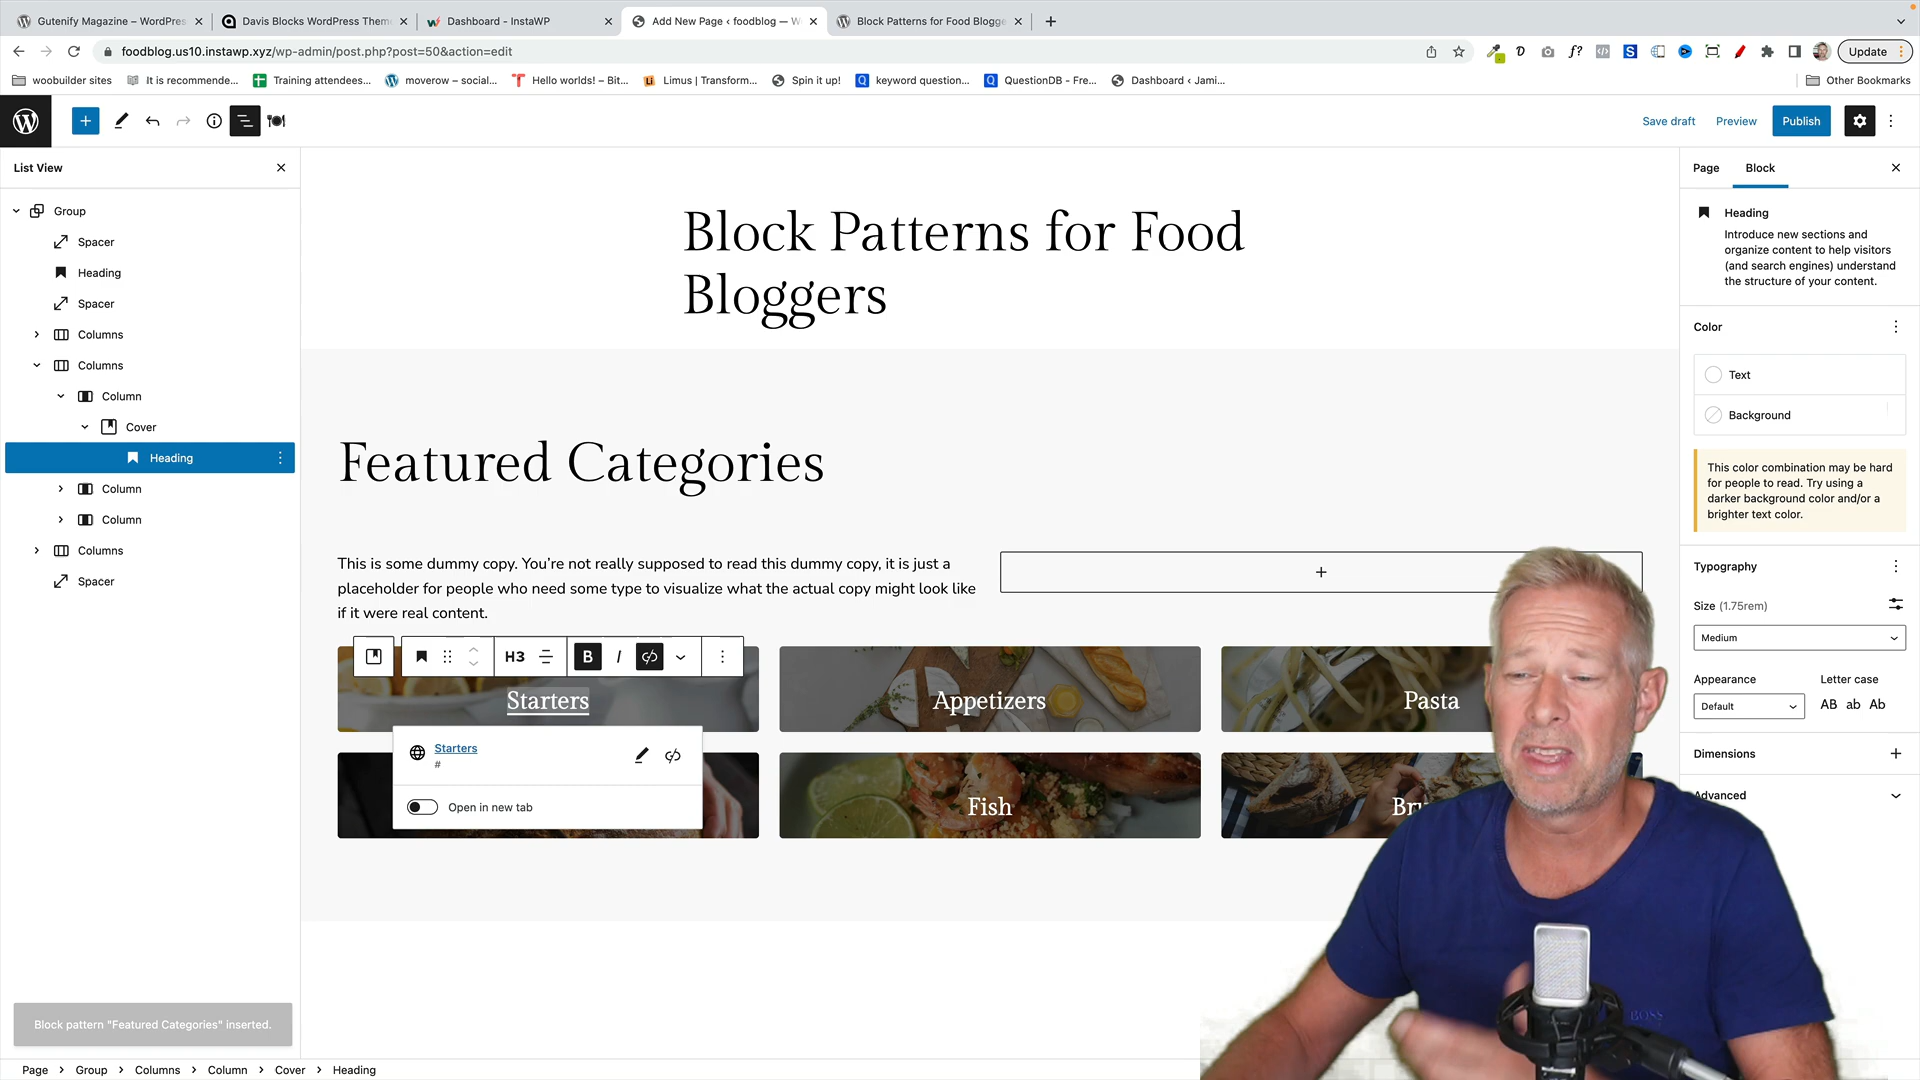 Gutenify Magazine – WordPres
Davis Blocks WordPress Them
Dashboard - InstaWP
Add New Page ‹ foodblog — W
Block Patterns for Food Blogge
foodblog.us10.instawp.xyz/wp-admin/post.php?post=50&action=edit
Update
woobuilder sites
It is recommende...
Training attendees...
moverow – social...
Hello worlds! – Bit...
Limus | Transform...
Spin it up!
keyword question...
QuestionDB - Fre...
Dashboard ‹ Jami...
Other Bookmarks
Save draft
Preview
Publish
List View
Group
Spacer
Heading
Spacer
Columns
Columns
Column
Cover
Heading
Column
Column
Columns
Spacer
Block pattern "Featured Categories" inserted.
Block Patterns for Food
Bloggers
Featured Categories
This is some dummy copy. You're not really supposed to read this dummy copy, it is just a
placeholder for people who need some type to visualize what the actual copy might look like
if it were real content.
H3
B
I
Starters
Appetizers
Pasta
Starters
#
Open in new tab
Fish
Bru
Page
Block
Heading
Introduce new sections and
organize content to help visitors
(and search engines) understand
the structure of your content.
Color
Text
Background
This color combination may be hard
for people to read. Try using a
darker background color and/or a
brighter text color.
Typography
Size (1.75rem)
Medium
Appearance
Letter case
Default
AB ab Ab
Dimensions
Advanced
BOSS
Page > Group > Columns > Column > Cover > Heading